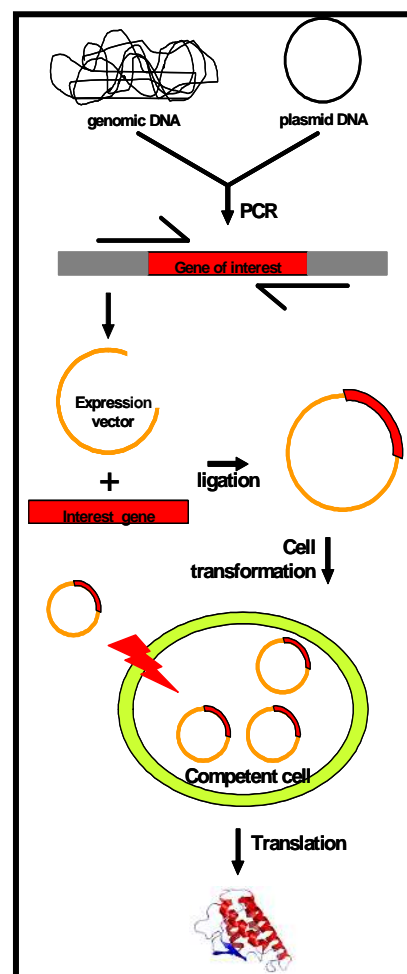 genomic DNA
plasmid DNA
PCR
Gene of interest
Expression
vector
+
Interest gene
ligation
Cell
transformation
Competent cell
Translation